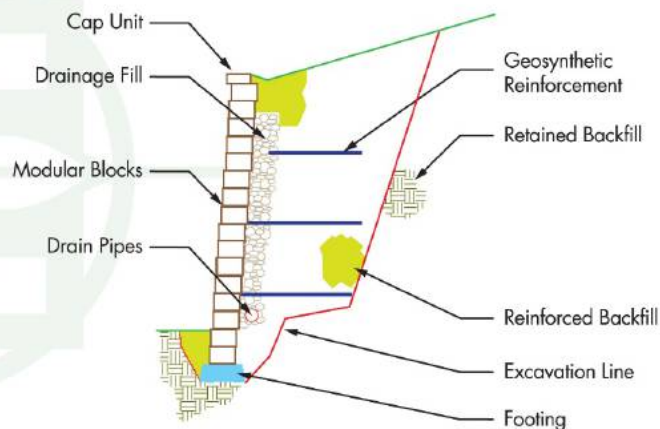 Cap Unit
Drainage Fill
Modular Blocks
Drain Pipes
Geosynthetic
Reinforcement
Retained Backfill
Reinforced Backfill
Excavation Line
Footing